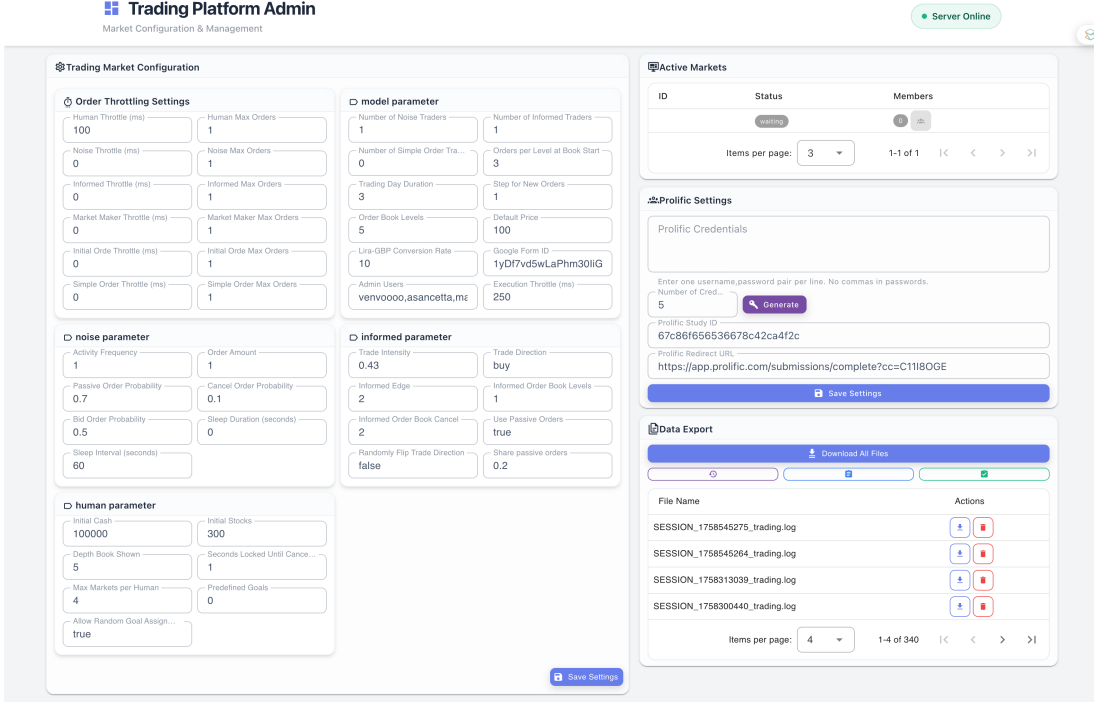 Trading Platform Admin
Market Configuration & Management
Server Online
Trading Market Configuration
Order Throttling Settings
Human Throttle (ms)
100
Human Max Orders
1
Noise Throttle (ms)
0
Noise Max Orders
1
Informed Throttle (ms)
0
Informed Max Orders
1
Market Maker Throttle (ms)
0
Market Maker Max Orders
1
Initial Orde Throttle (ms)
0
Initial Orde Max Orders
1
Simple Order Throttle (ms)
0
Simple Order Max Orders
1
model parameter
Number of Noise Traders
1
Number of Informed Traders
1
Number of Simple Order Tra...
0
Orders per Level at Book Start
3
Trading Day Duration
3
Step for New Orders
1
Order Book Levels
5
Default Price
100
Lira-GBP Conversion Rate
10
Google Form ID
1yDf7vd5wLaPhm30IiG
Admin Users
venvoooo,asancetta,ma
Execution Throttle (ms)
250
noise parameter
Activity Frequency
1
Order Amount
1
Passive Order Probability
0.7
Cancel Order Probability
0.1
Bid Order Probability
0.5
Sleep Duration (seconds)
0
Sleep Interval (seconds)
60
informed parameter
Trade Intensity
0.43
Trade Direction
buy
Informed Edge
2
Informed Order Book Levels
1
Informed Order Book Cancel
2
Use Passive Orders
true
Randomly Flip Trade Direction
false
Share passive orders
0.2
human parameter
Initial Cash
100000
Initial Stocks
300
Depth Book Shown
5
Seconds Locked Until Cance...
1
Max Markets per Human
4
Predefined Goals
0
Allow Random Goal Assign...
true
Save Settings
Active Markets
ID Status Members
waiting 0
Items per page: 3 1-1 of 1
Prolific Settings
Prolific Credentials
Enter one username,password pair per line. No commas in passwords.
Number of Cred...
5
Generate
Prolific Study ID
67c86f656536678c42ca4f2c
Prolific Redirect URL
https://app.prolific.com/submissions/complete?cc=C11I8OGE
Save Settings
Data Export
Download All Files
File Name Actions
SESSION_1758545275_trading.log
SESSION_1758545264_trading.log
SESSION_1758313039_trading.log
SESSION_1758300440_trading.log
Items per page: 4 1-4 of 340